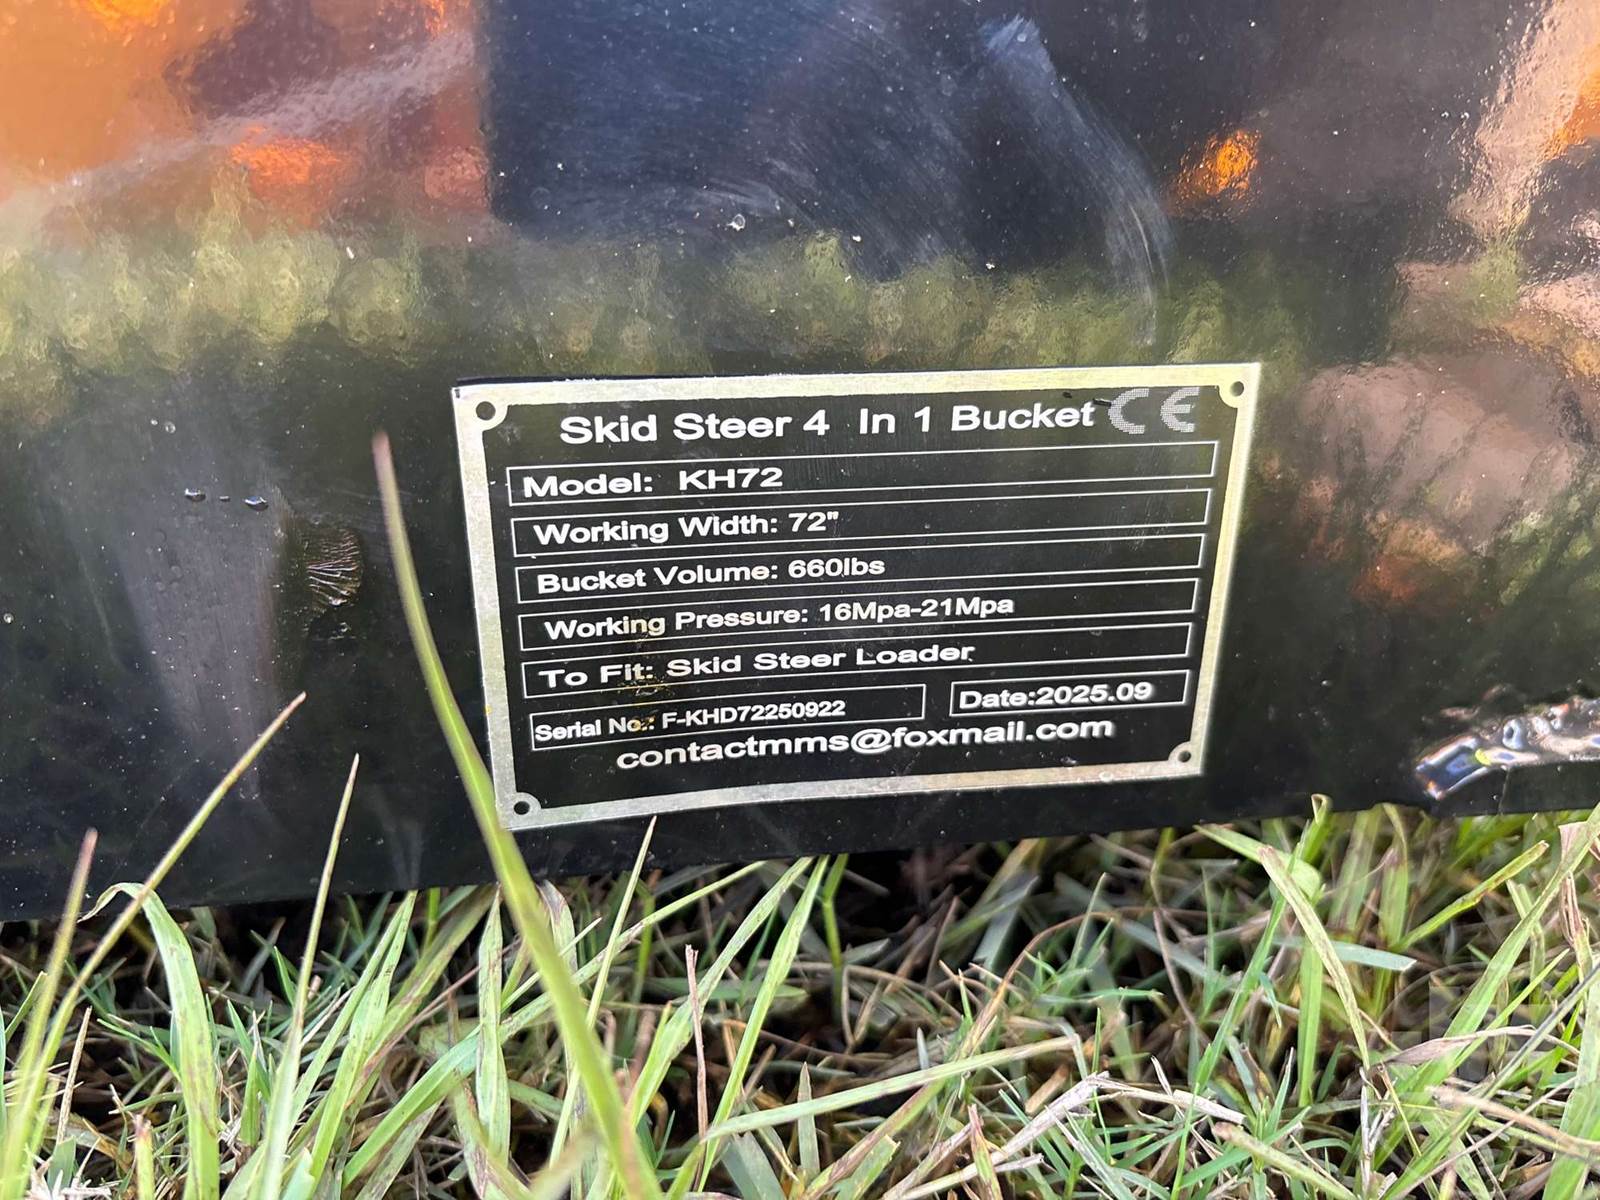 Skid Steer 4 In 1 Bucket CE
Model: KH72
Working Width: 72"
Bucket Volume: 660lbs
Working Pressure: 16Mpa-21Mpa
To Fit: Skid Steer Loader
Serial No.: F-KHD72250922 Date:2025.09
contactmms@foxmail.com